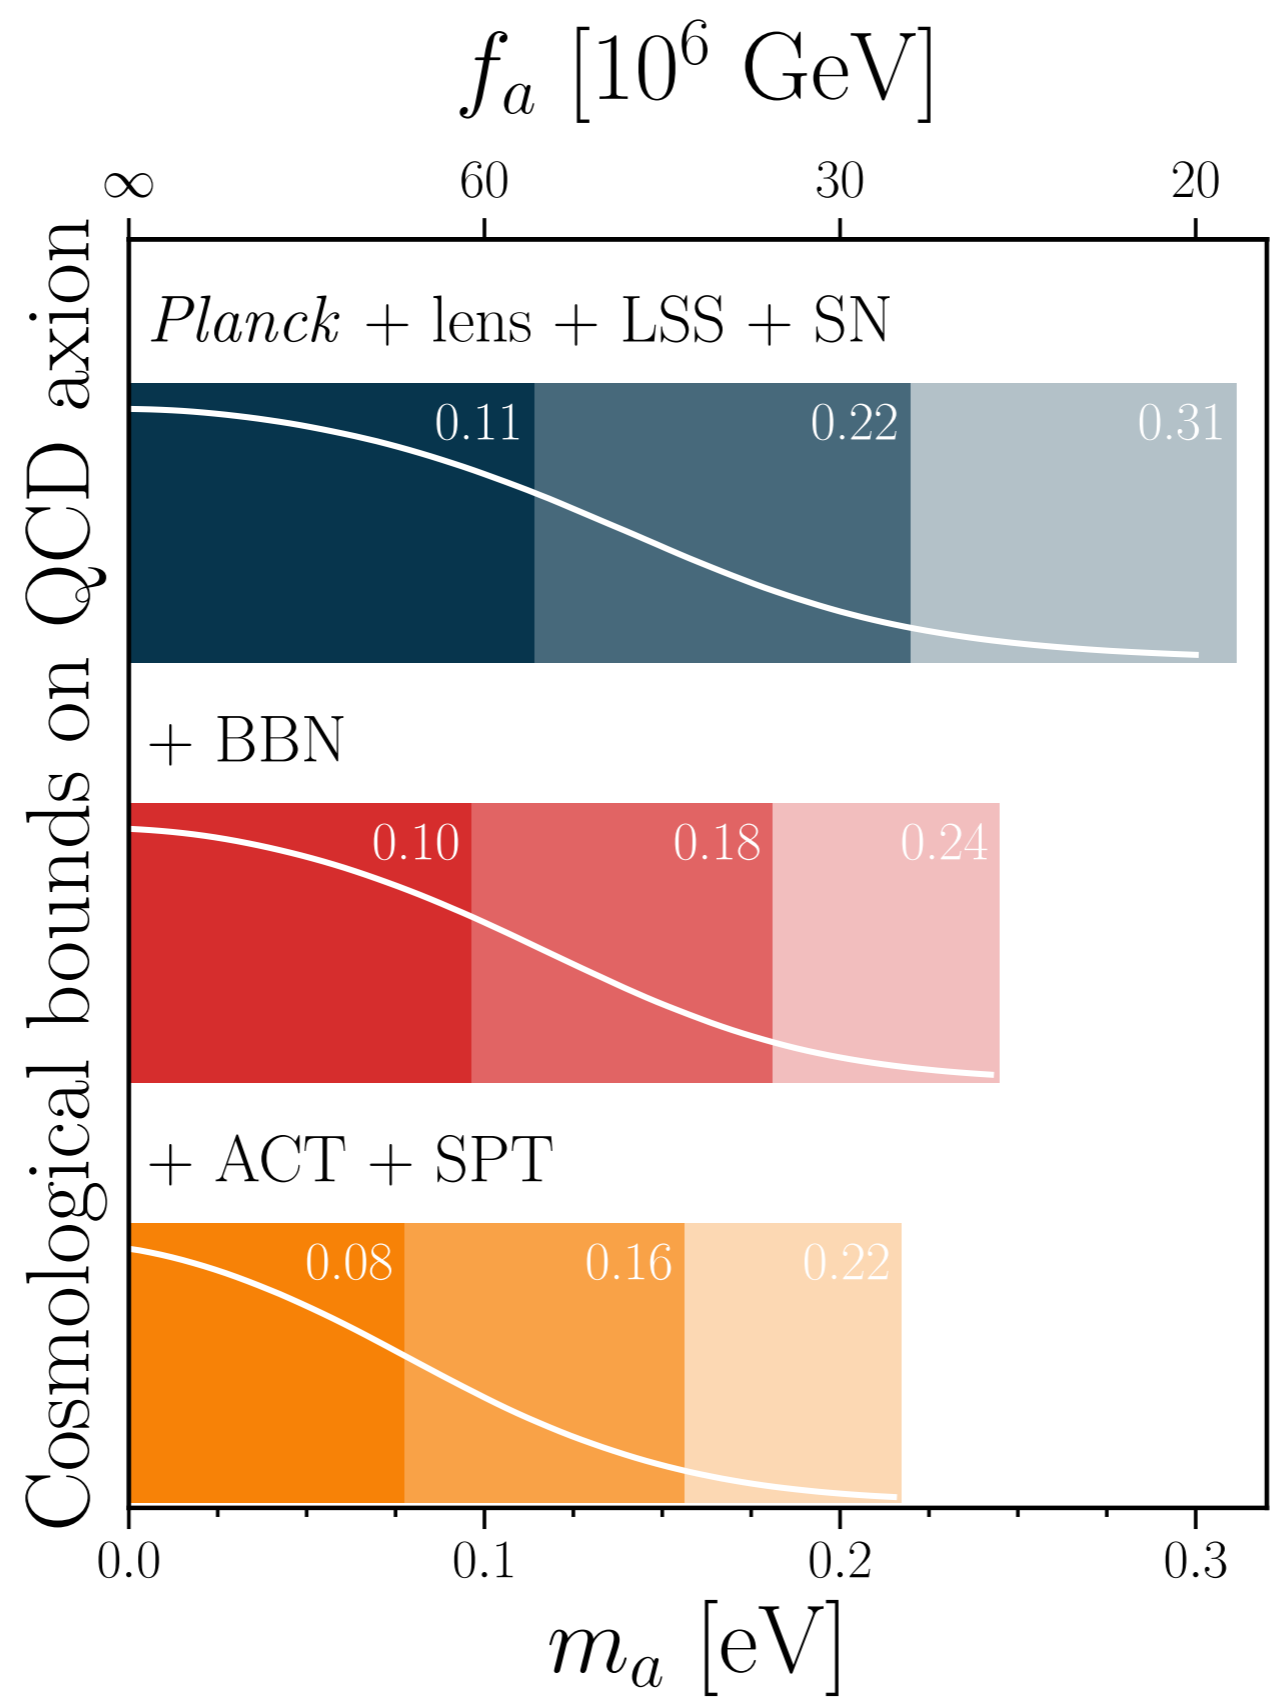 f_a [10^6 GeV]
∞ 60 30 20
Cosmological bounds on QCD axion
Planck + lens + LSS + SN
0.11 0.22 0.31
+ BBN
0.10 0.18 0.24
+ ACT + SPT
0.08 0.16 0.22
0.0 0.1 0.2 0.3
m_a [eV]